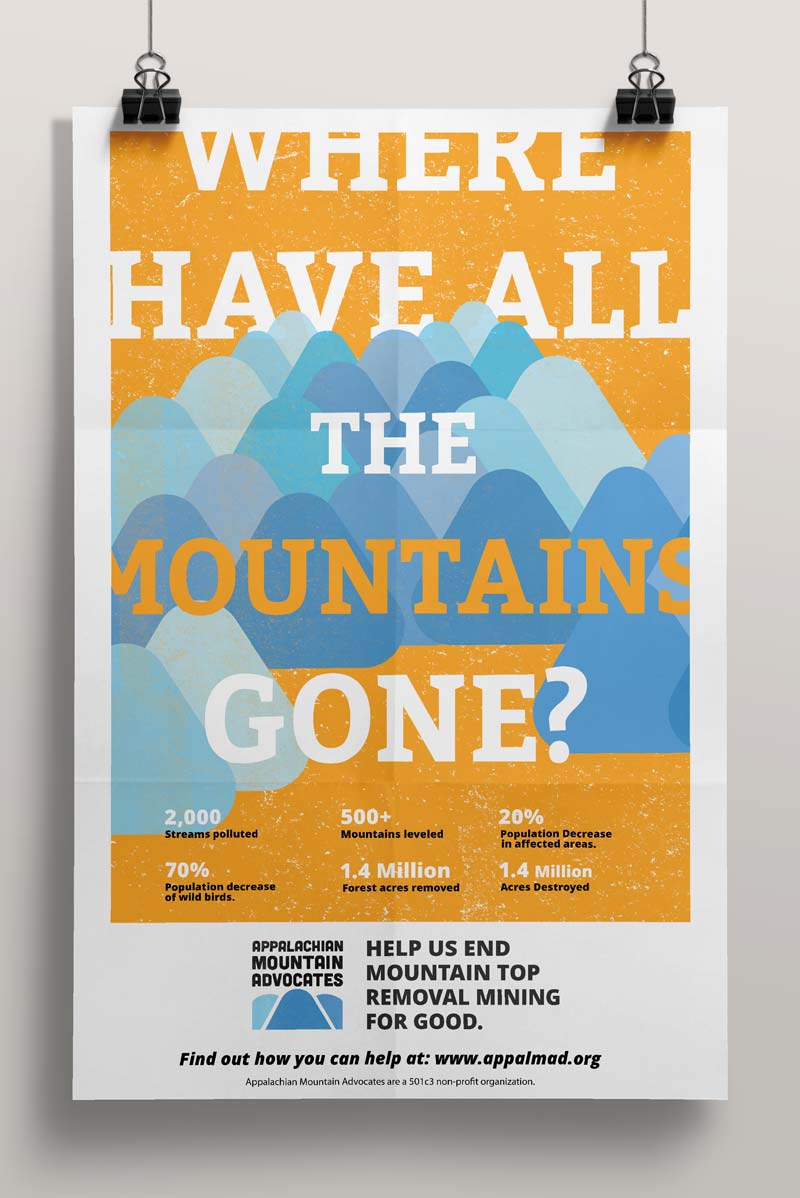 WHERE
HAVE ALL
THE
MOUNTAINS
GONE?
2,000
Streams polluted
500+
Mountains leveled
20%
Population Decrease
in affected areas.
70%
Population decrease
of wild birds.
1.4 Million
Forest acres removed
1.4 Million
Acres Destroyed
APPALACHIAN
MOUNTAIN
ADVOCATES
HELP US END
MOUNTAIN TOP
REMOVAL MINING
FOR GOOD.
Find out how you can help at: www.appalmad.org
Appalachian Mountain Advocates are a 501c3 non-profit organization.